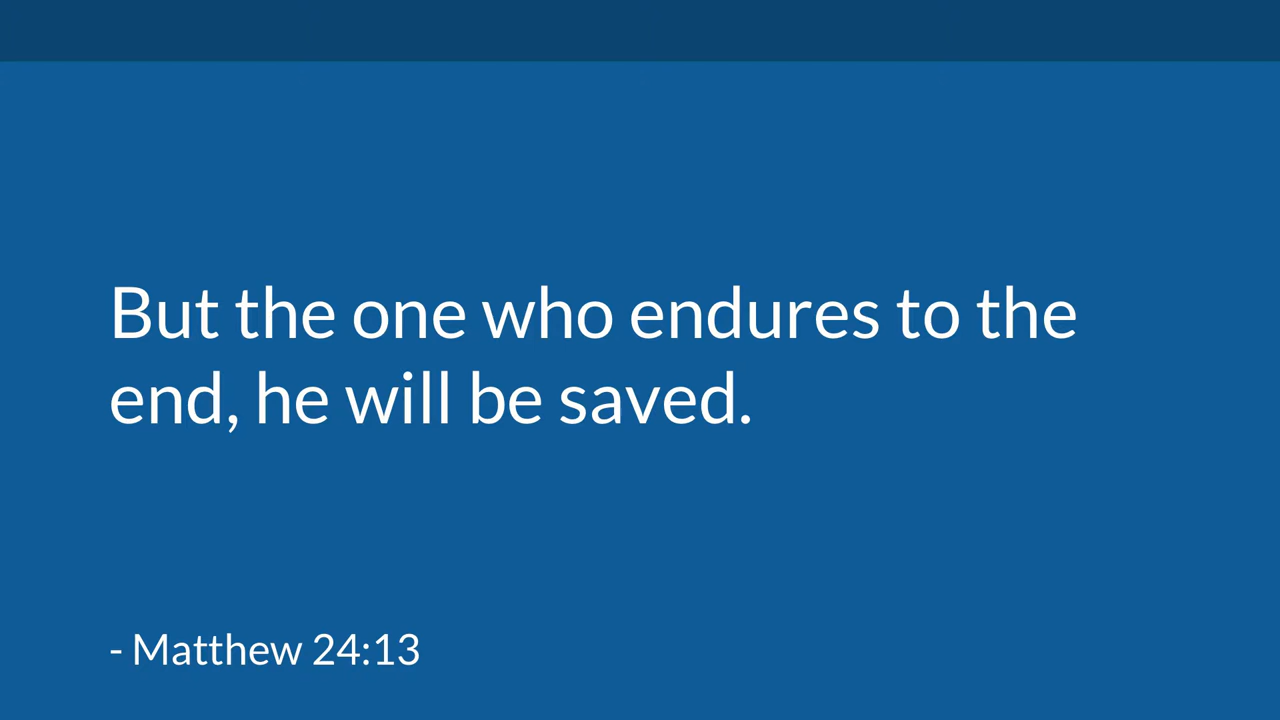 But the one who endures to the
end, he will be saved.
- Matthew 24:13